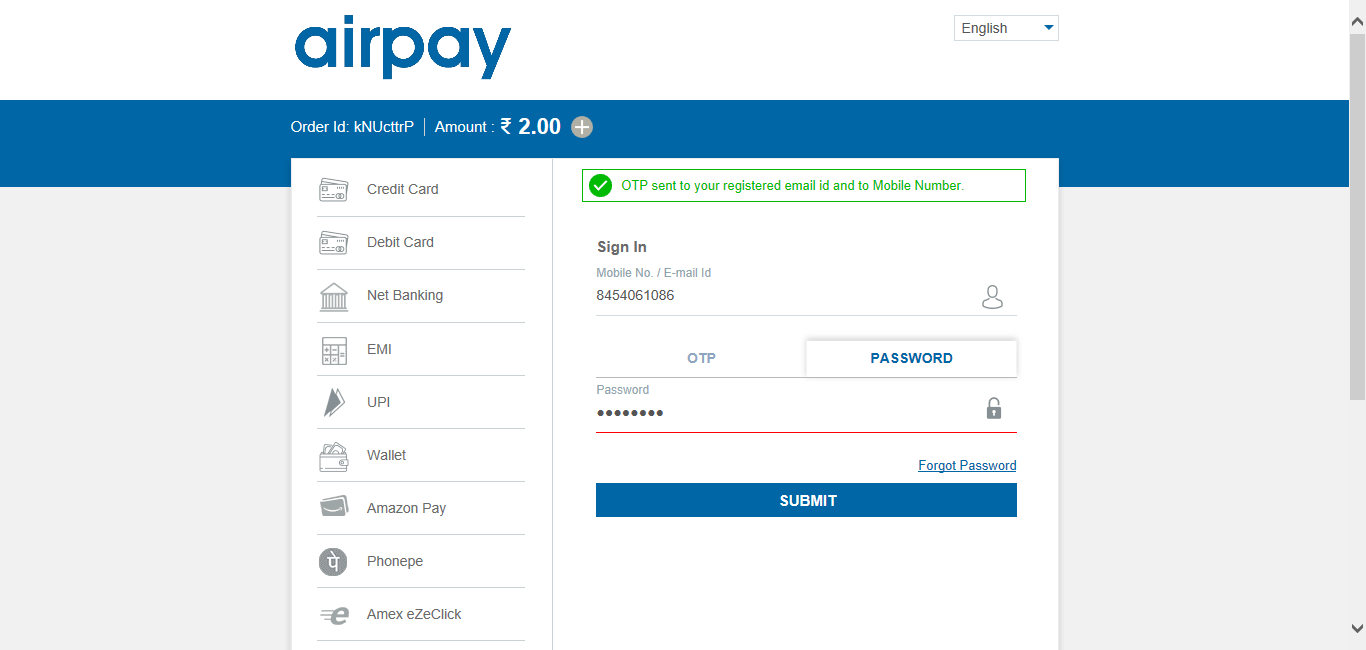 airpay
English
Order Id: kNUcttrP | Amount : ₹ 2.00
Credit Card
Debit Card
Net Banking
EMI
UPI
Wallet
Amazon Pay
Phonepe
Amex eZeClick
OTP sent to your registered email id and to Mobile Number.
Sign In
Mobile No. / E-mail Id
8454061086
OTP
PASSWORD
Password
••••••••
Forgot Password
SUBMIT